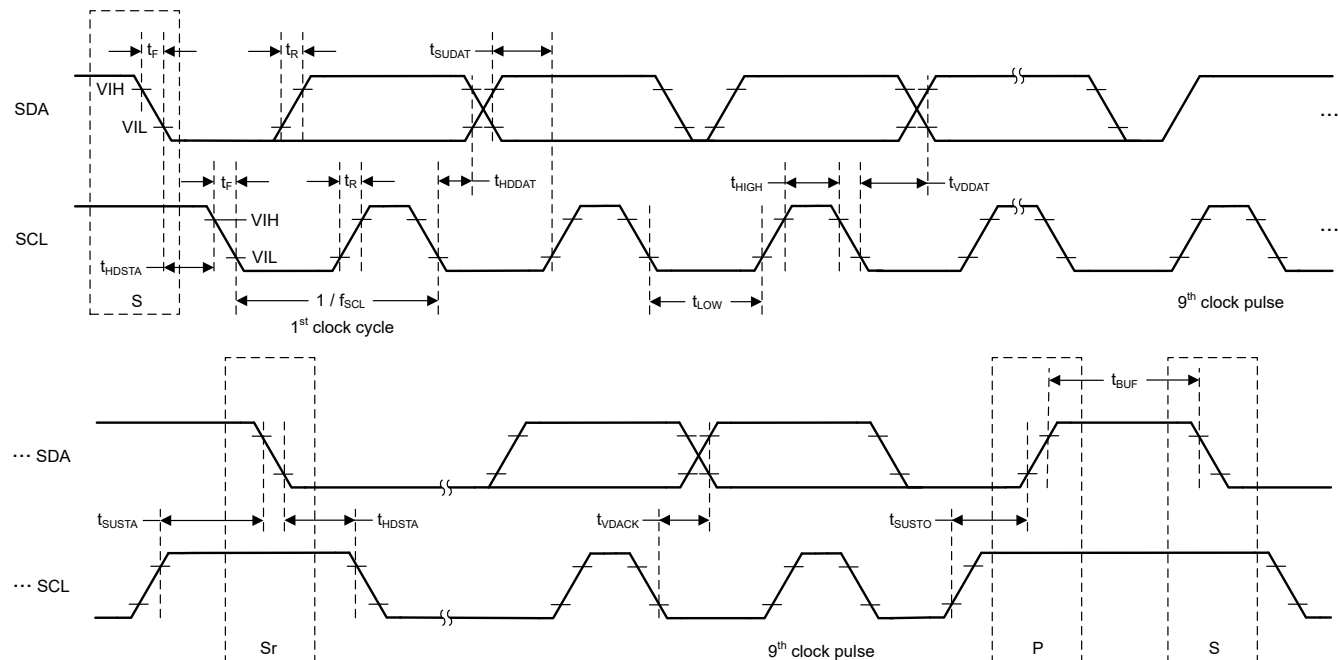 tF
tR
tSUDAT
VIH
SDA
VIL
...
tF
tR
tHDDAT
tHIGH
tVDDAT
SCL
VIH
VIL
...
tHDSTA
S
1 / fSCL
tLOW
9th clock pulse
1st clock cycle
tBUF
... SDA
tSUSTA
tHDSTA
tVDACK
tSUSTO
... SCL
Sr
9th clock pulse
P
S